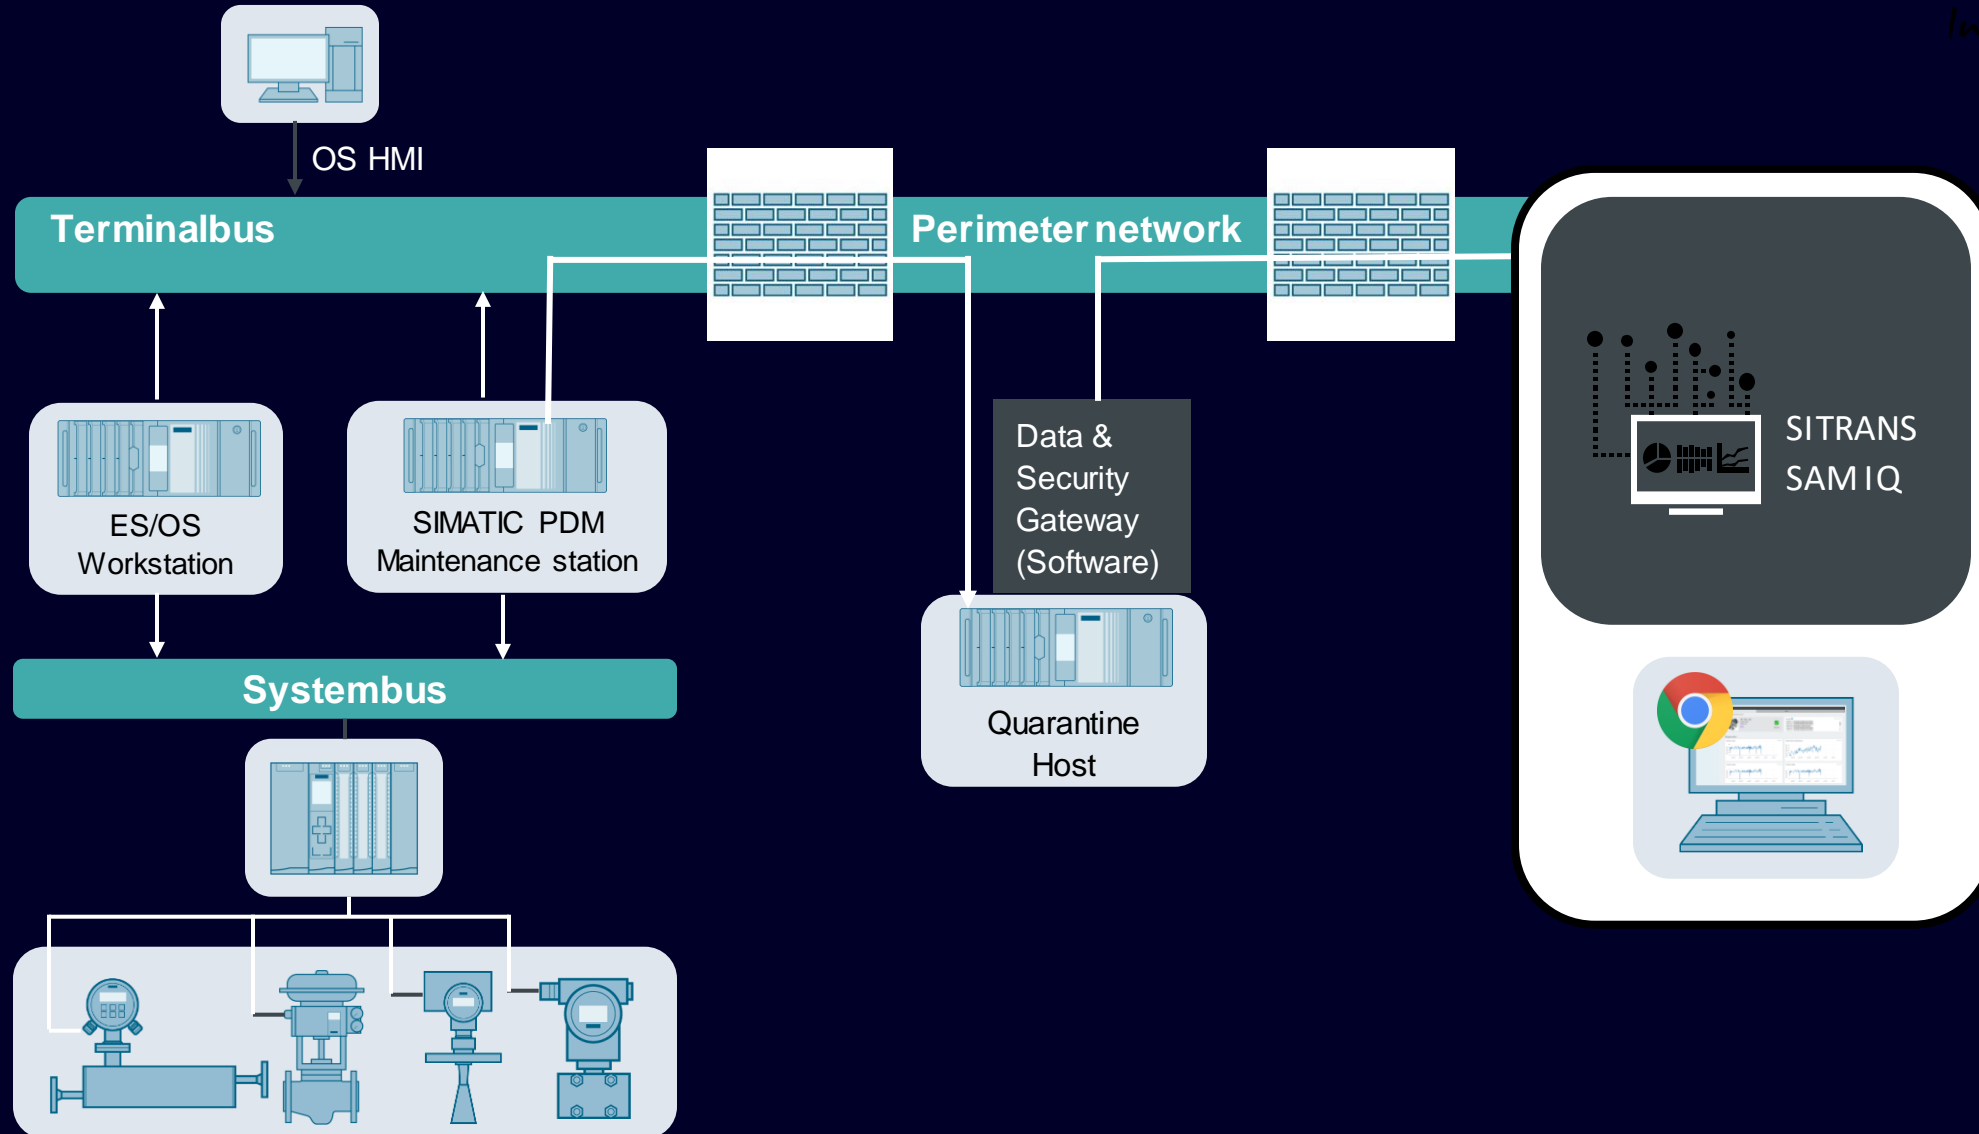 OS HMI
Terminalbus
Perimeter network
ES/OS
Workstation
SIMATIC PDM
Maintenance station
Data &
Security
Gateway
(Software)
SITRANS
SAM IQ
Systembus
Quarantine
Host